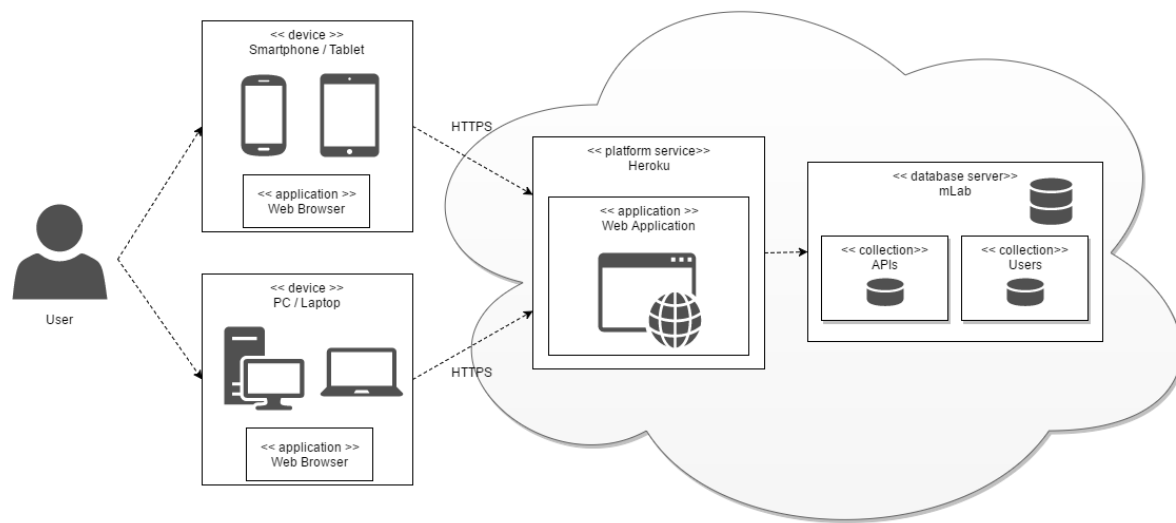 User
<< device >>
Smartphone / Tablet
<< application >>
Web Browser
<< device >>
PC / Laptop
<< application >>
Web Browser
HTTPS
HTTPS
<< platform service>>
Heroku
<< application >>
Web Application
<< database server>>
mLab
<< collection>>
APIs
<< collection>>
Users